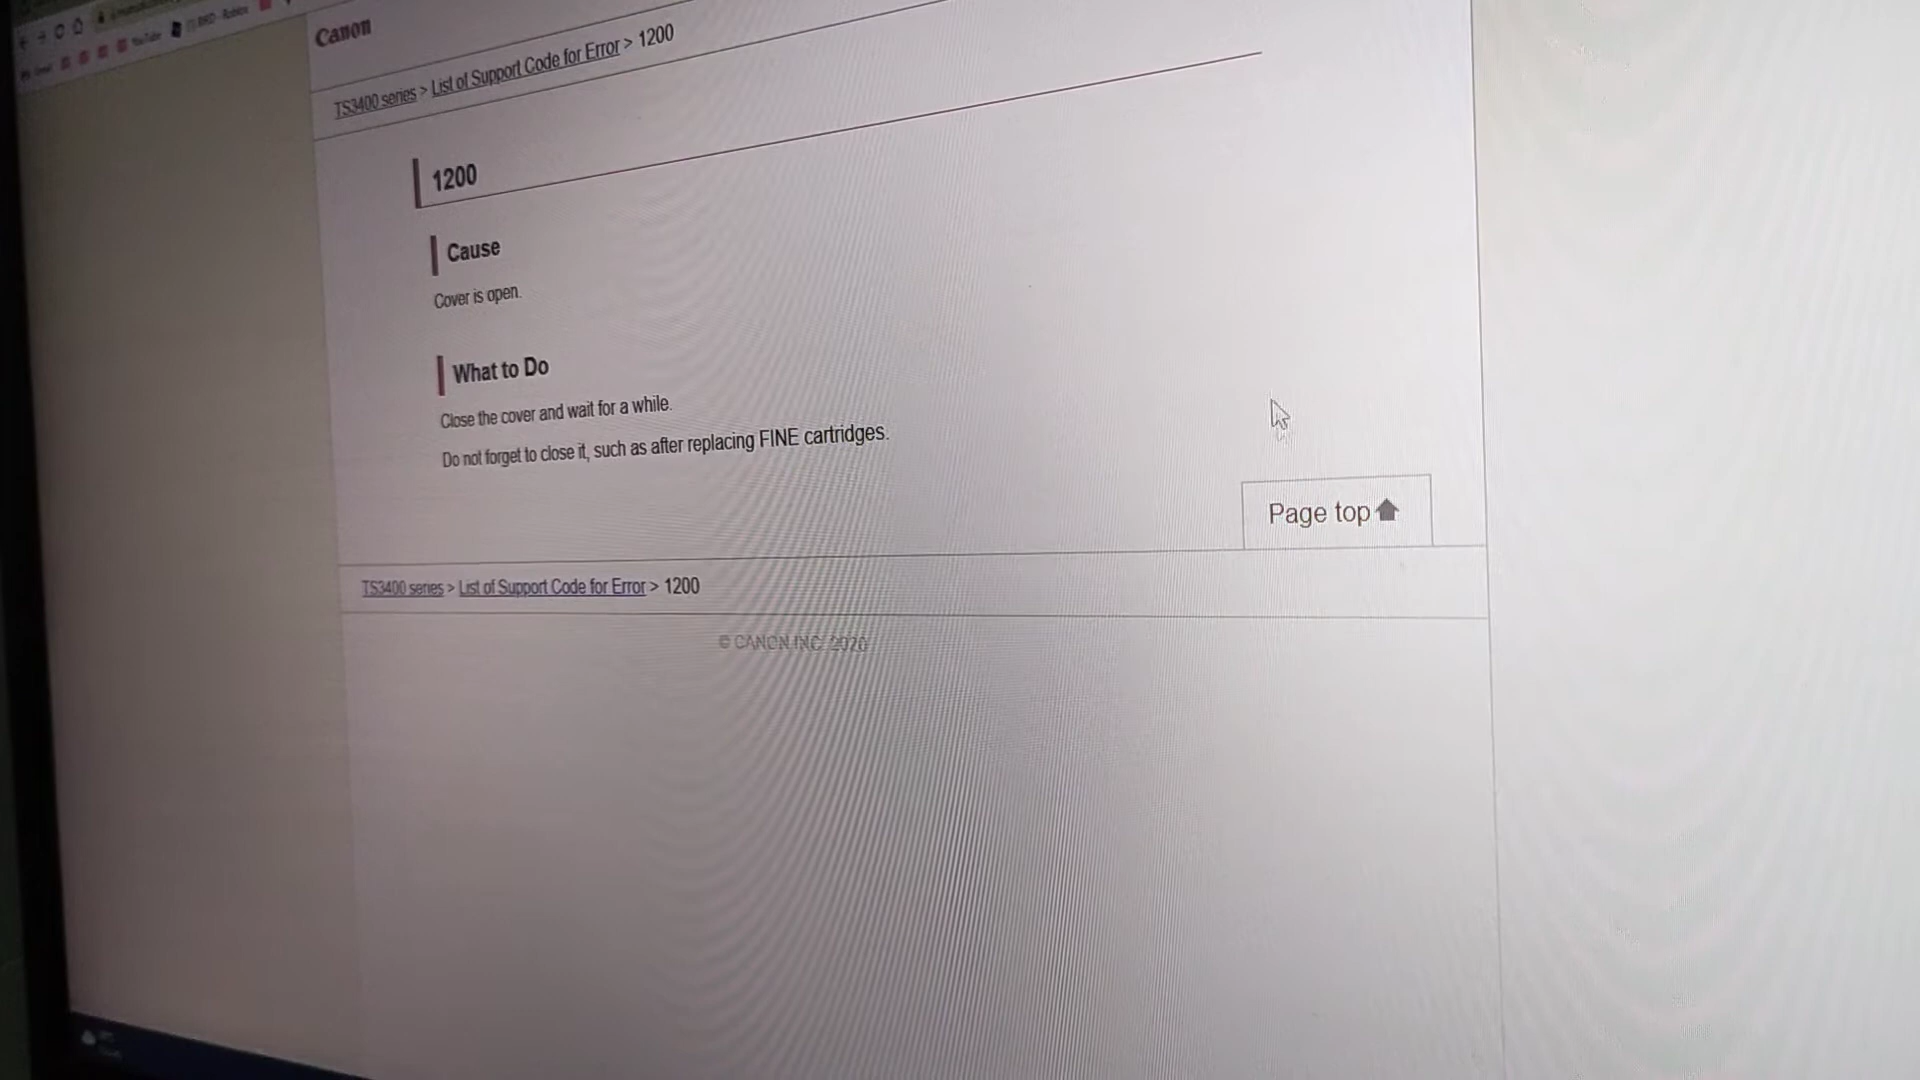 Canon
TS3400 series > List of Support Code for Error > 1200
1200
Cause
Cover is open.
What to Do
Close the cover and wait for a while.
Do not forget to close it, such as after replacing FINE cartridges.
Page top
TS3400 series > List of Support Code for Error > 1200
© CANON INC. 2020